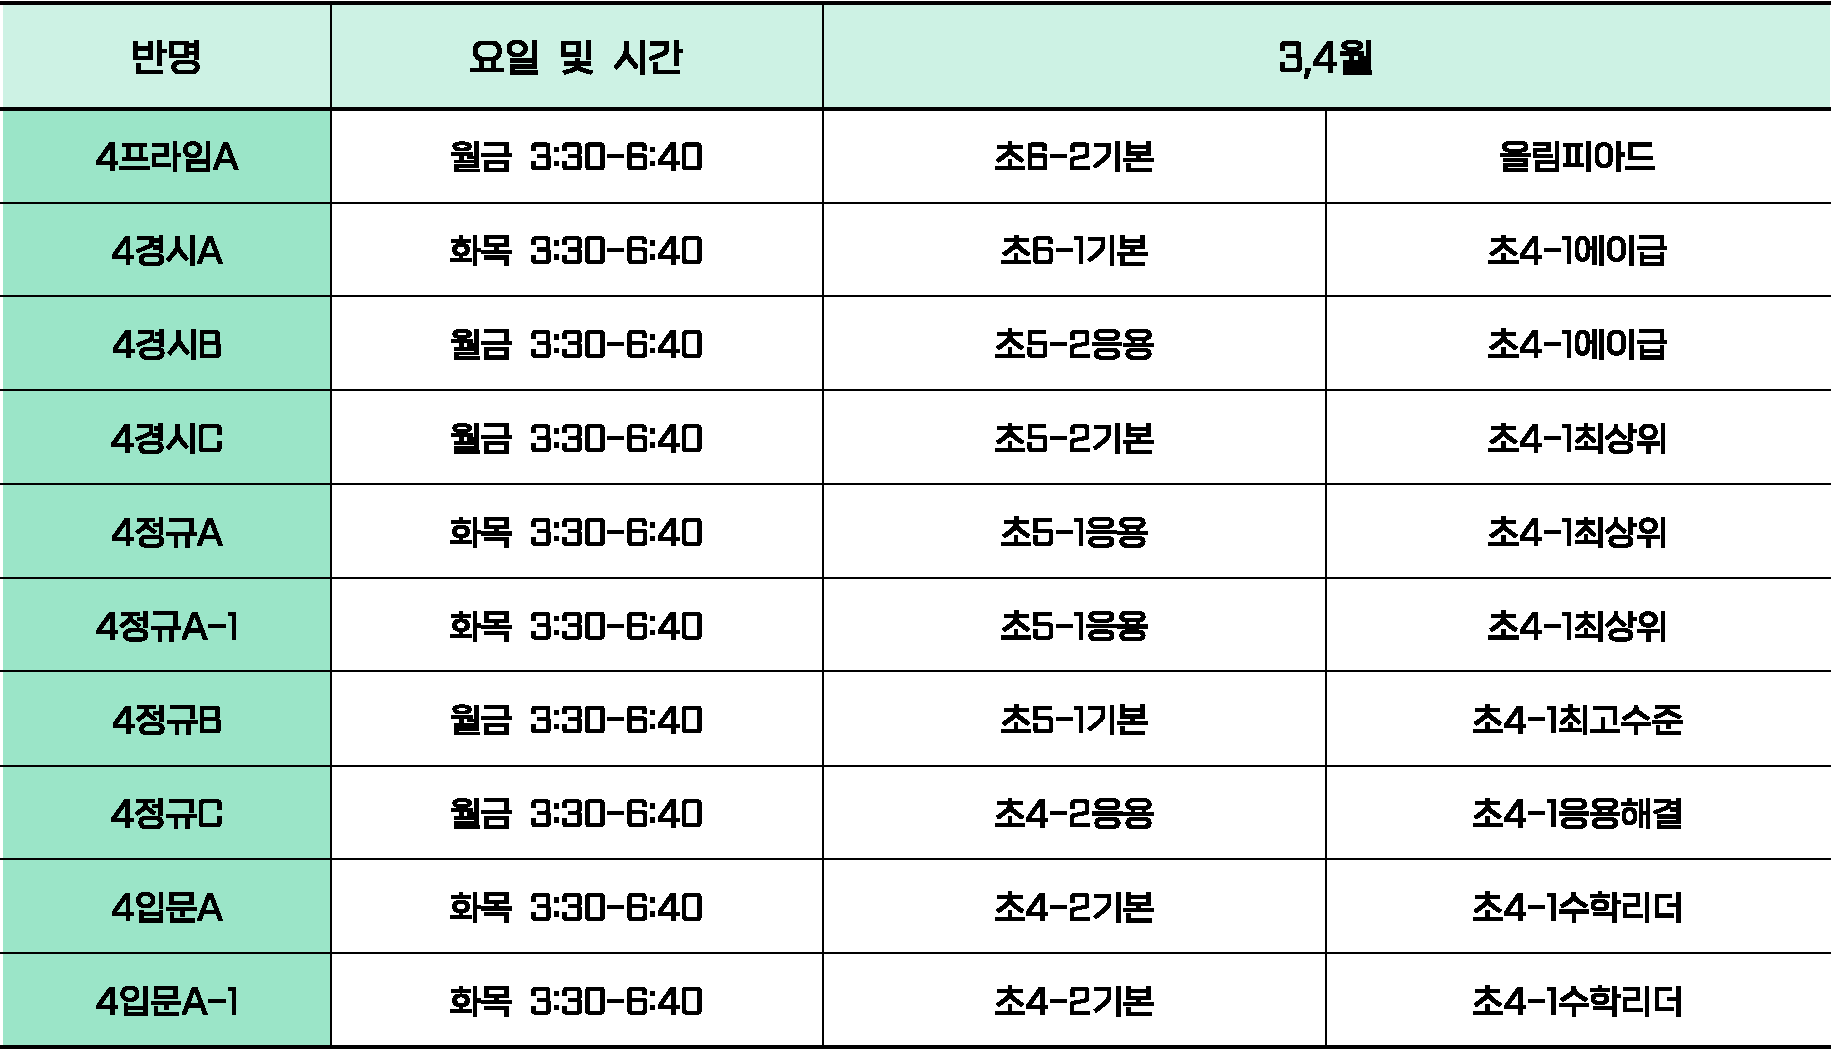 반명 요일 및 시간 3,4월
4프라임A 월금 3:30-6:40 초6-2기본 올림피아드
4경시A 화목 3:30-6:40 초6-1기본 초4-1에이급
4경시B 월금 3:30-6:40 초5-2응용 초4-1에이급
4경시C 월금 3:30-6:40 초5-2기본 초4-1최상위
4정규A 화목 3:30-6:40 초5-1응용 초4-1최상위
4정규A-1 화목 3:30-6:40 초5-1응용 초4-1최상위
4정규B 월금 3:30-6:40 초5-1기본 초4-1최고수준
4정규C 월금 3:30-6:40 초4-2응용 초4-1응용해결
4입문A 화목 3:30-6:40 초4-2기본 초4-1수학리더
4입문A-1 화목 3:30-6:40 초4-2기본 초4-1수학리더